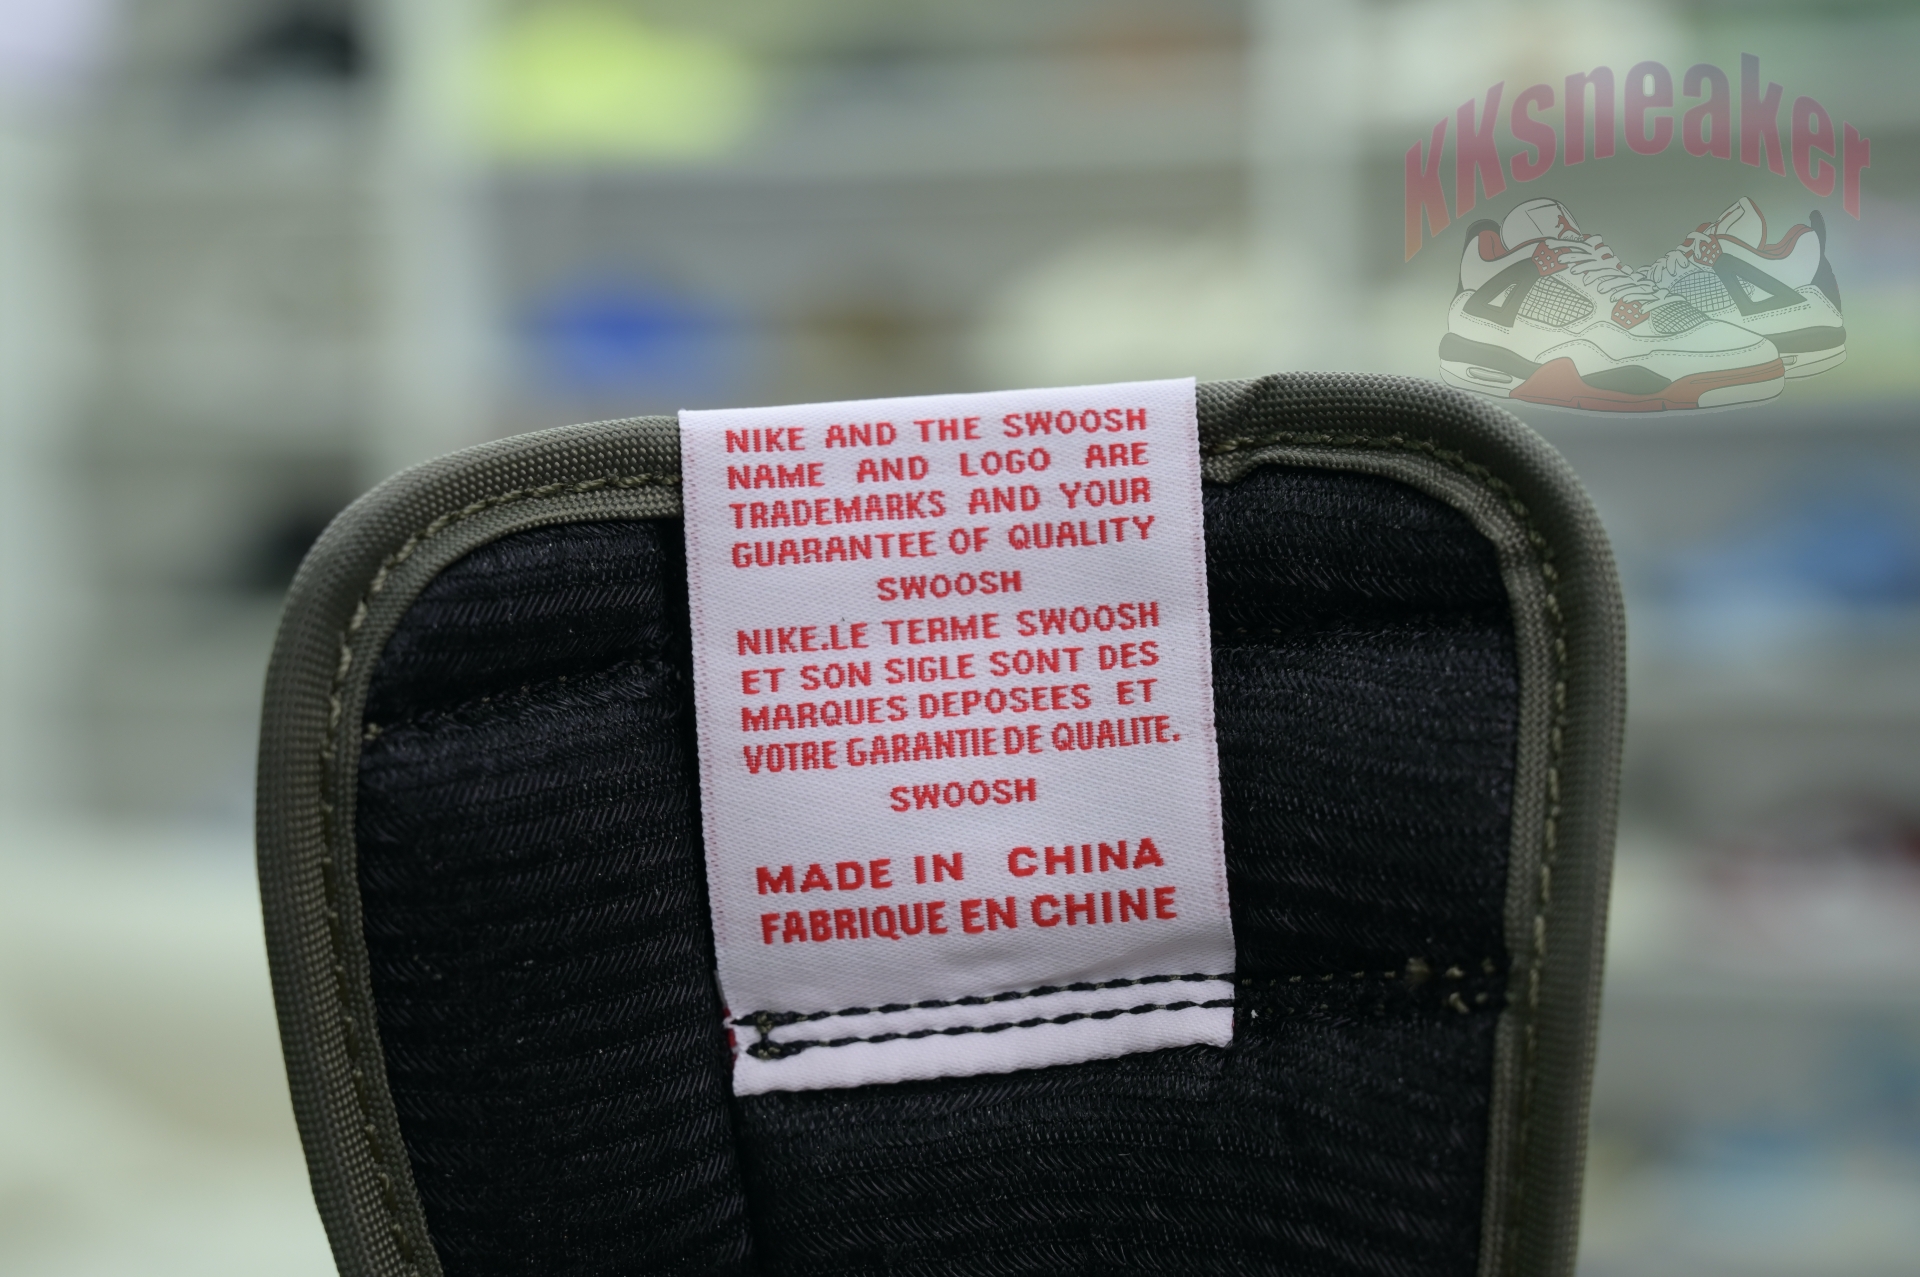 KKsneaker
NIKE AND THE SWOOSH
NAME AND LOGO ARE
TRADEMARKS AND YOUR
GUARANTEE OF QUALITY
SWOOSH
NIKE.LE TERME SWOOSH
ET SON SIGLE SONT DES
MARQUES DEPOSEES ET
VOTRE GARANTIE DE QUALITE.
SWOOSH
MADE IN CHINA
FABRIQUE EN CHINE